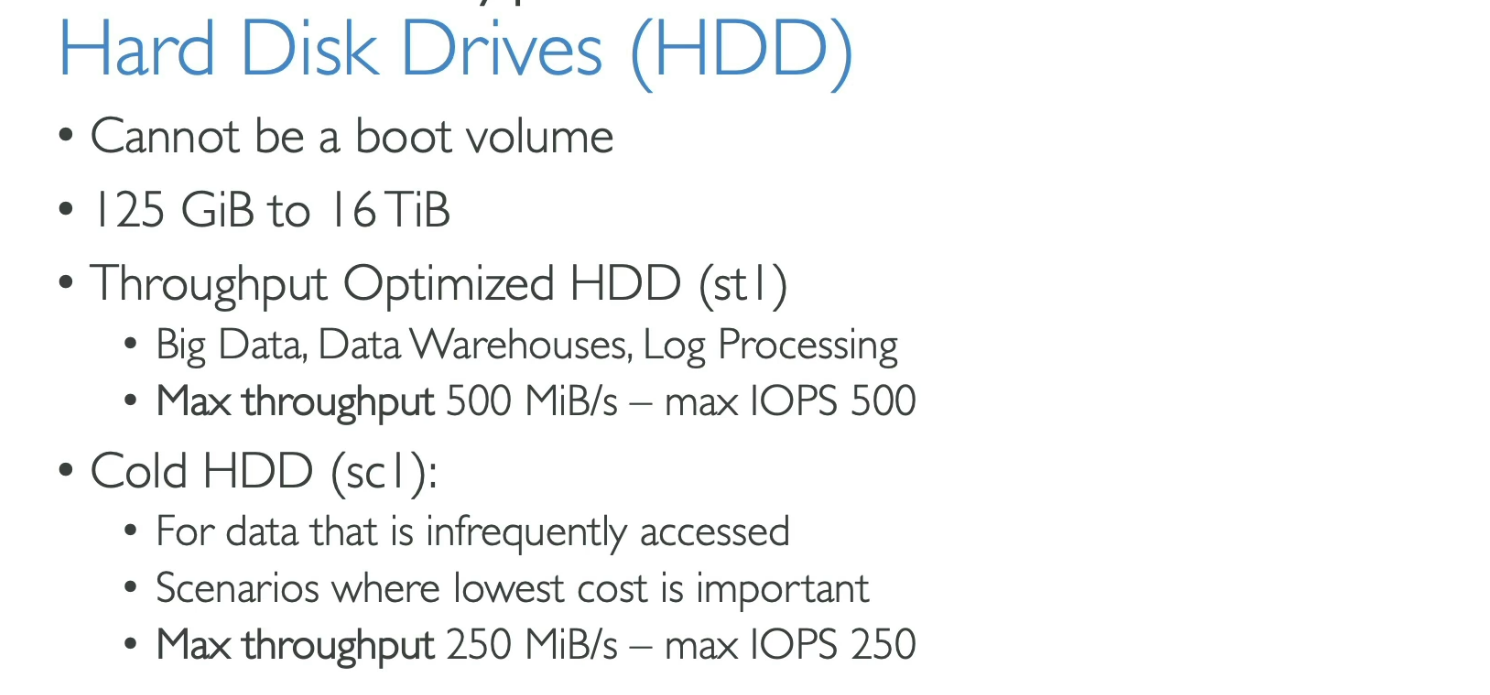 Hard Disk Drives (HDD)
• Cannot be a boot volume
• 125 GiB to 16 TiB
• Throughput Optimized HDD (st1)
• Big Data, Data Warehouses, Log Processing
• Max throughput 500 MiB/s – max IOPS 500
• Cold HDD (sc1):
• For data that is infrequently accessed
• Scenarios where lowest cost is important
• Max throughput 250 MiB/s – max IOPS 250